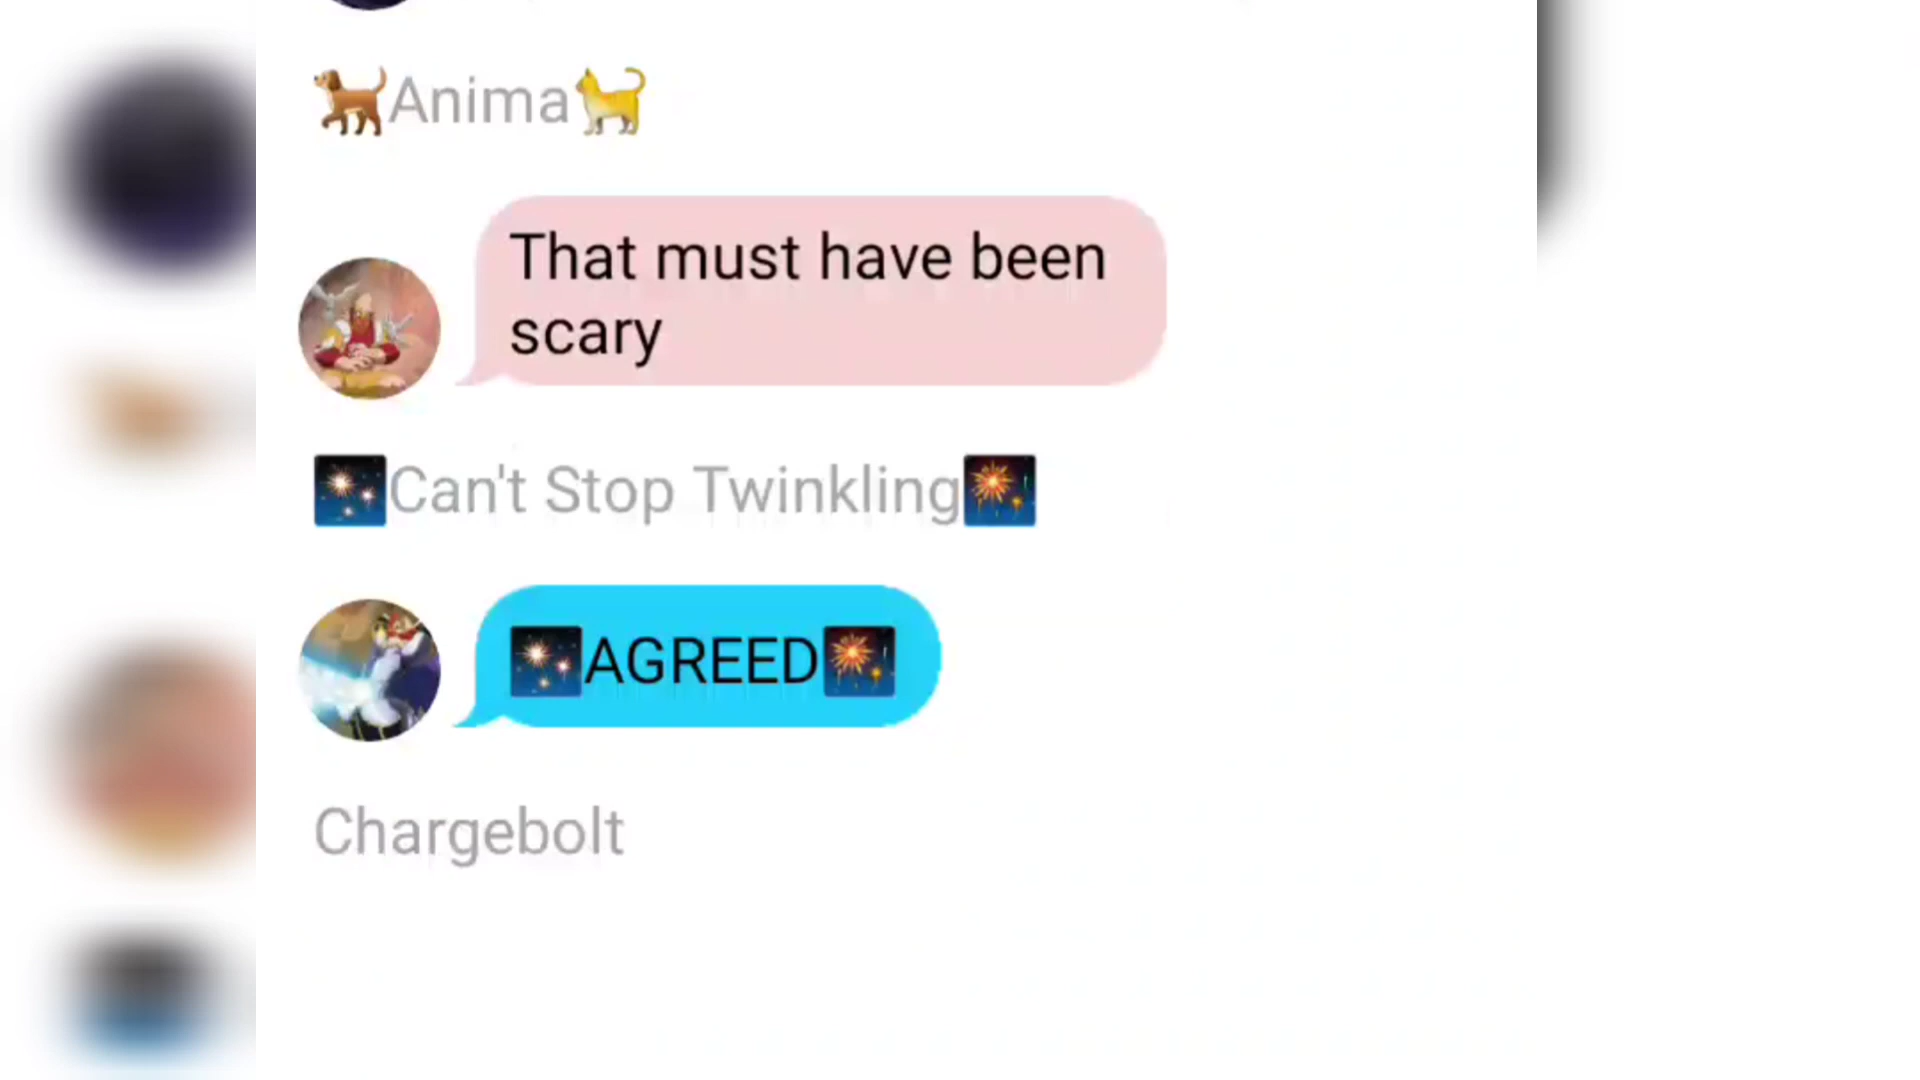 🐕Anima🐈
That must have been
scary
🎇Can't Stop Twinkling🎆
🎇AGREED🎆
Chargebolt